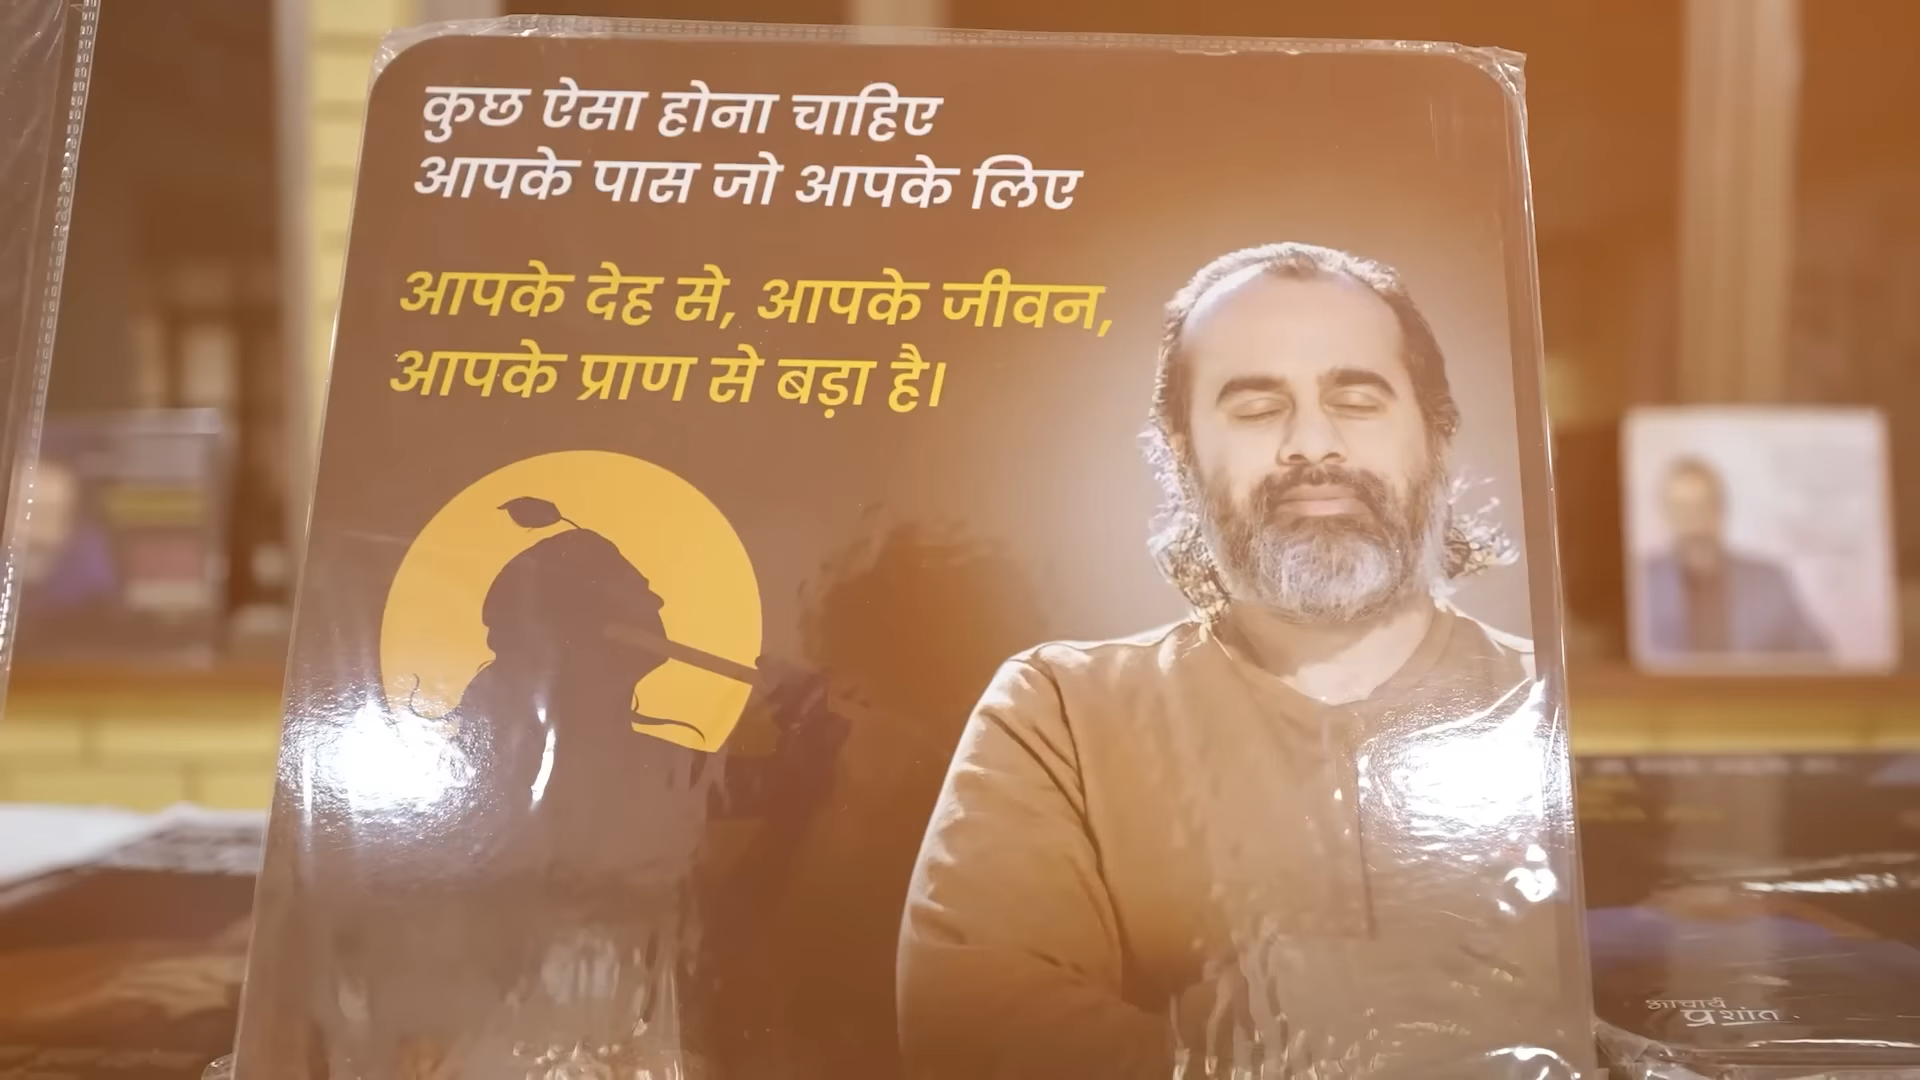 कुछ ऐसा होना चाहिए
आपके पास जो आपके लिए
आपके देह से, आपके जीवन,
आपके प्राण से बड़ा है।
आचार्य
प्रशांत